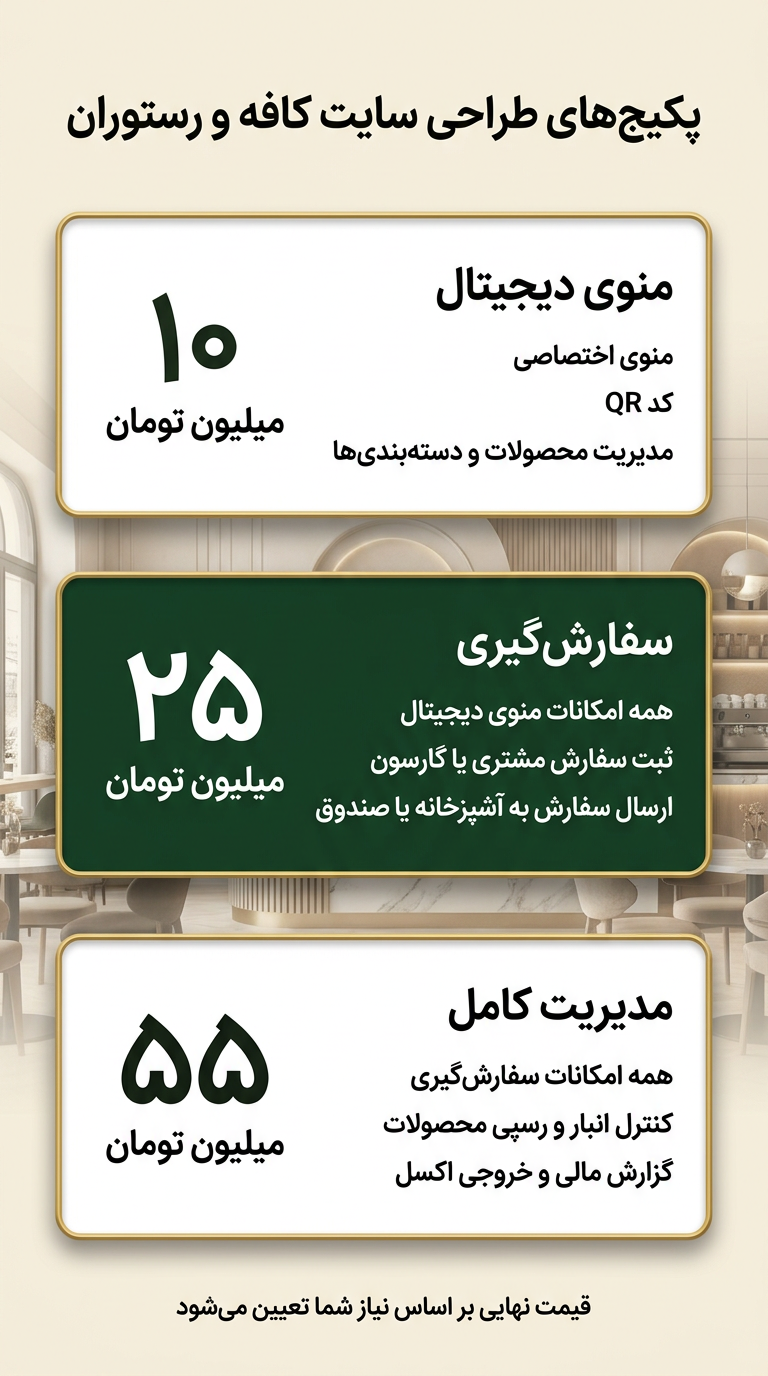 پکیج‌های طراحی سایت کافه و رستوران
منوی دیجیتال
منوی اختصاصی
کد QR
مدیریت محصولات و دسته‌بندی‌ها
۱۰
میلیون تومان
سفارش‌گیری
همه امکانات منوی دیجیتال
ثبت سفارش مشتری یا گارسون
ارسال سفارش به آشپزخانه یا صندوق
۲۵
میلیون تومان
مدیریت کامل
همه امکانات سفارش‌گیری
کنترل انبار و رسپی محصولات
گزارش مالی و خروجی اکسل
۵۵
میلیون تومان
قیمت نهایی بر اساس نیاز شما تعیین می‌شود